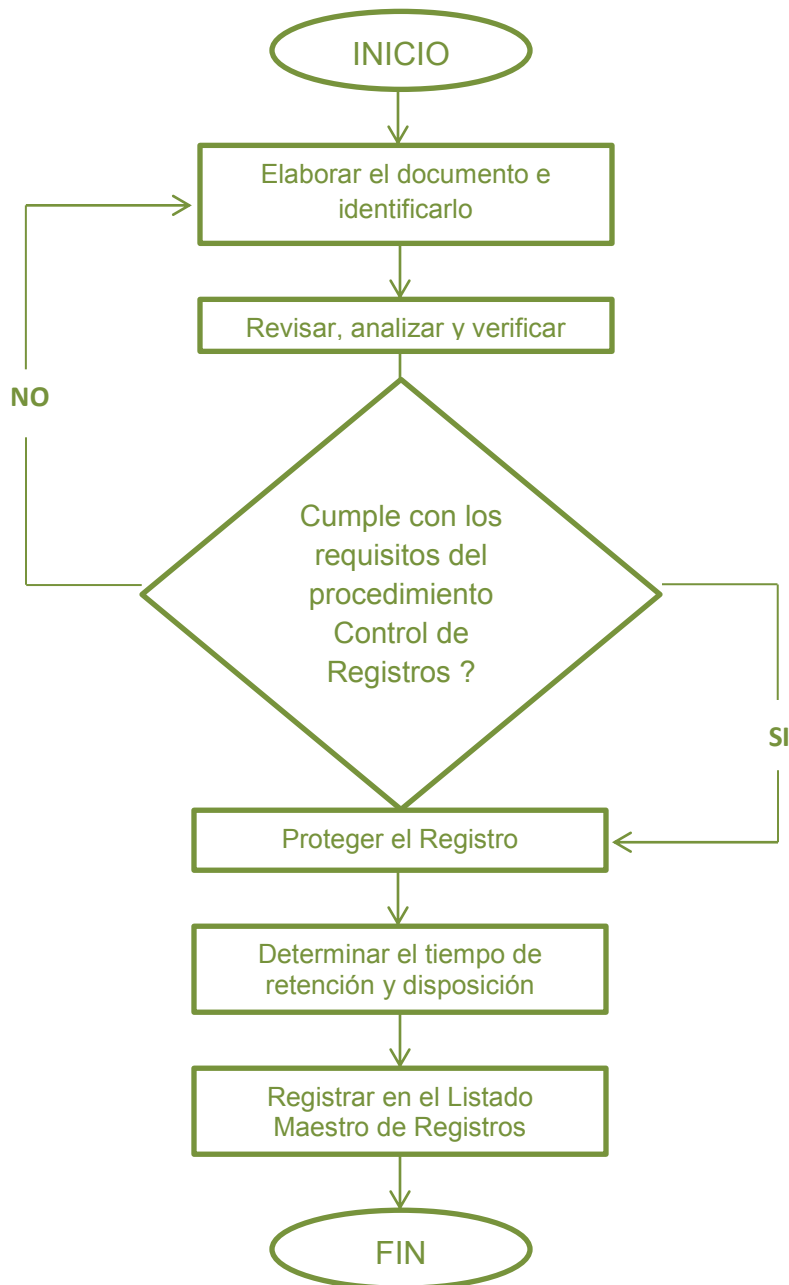 INICIO
Elaborar el documento e
identificarlo
Revisar, analizar y verificar
NO
Cumple con los
requisitos del
procedimiento
Control de
Registros ?
SI
Proteger el Registro
Determinar el tiempo de
retención y disposición
Registrar en el Listado
Maestro de Registros
FIN